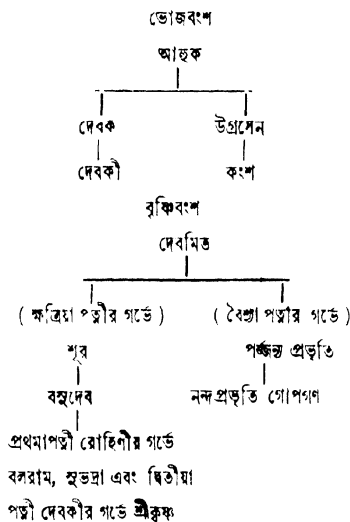 ভোজবংশ
আহুক
দেবক উগ্রসেন
দেবকী কংশ
বৃষ্ণিবংশ
দেবমিত
( ক্ষত্রিয়া পত্নীর গর্ভে ) ( বৈশ্যা পত্নীর গর্ভে )
শূর পর্জ্জন্য প্রভৃতি
বসুদেব নন্দপ্রভৃতি গোপগণ
প্রথমাপত্নী রোহিণীর গর্ভে
বলরাম, সুভদ্রা এবং দ্বিতীয়া
পত্নী দেবকীর গর্ভে শ্রীকৃষ্ণ